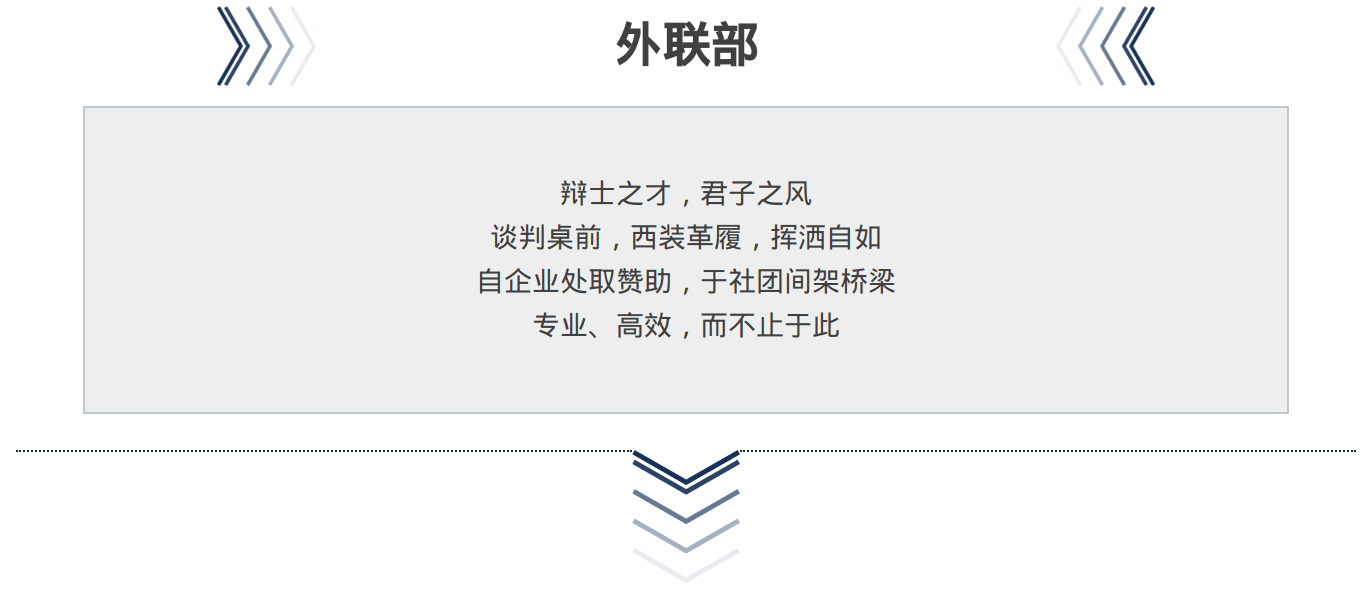 外联部
辩士之才，君子之风
谈判桌前，西装革履，挥洒自如
自企业处取赞助，于社团间架桥梁
专业、高效，而不止于此